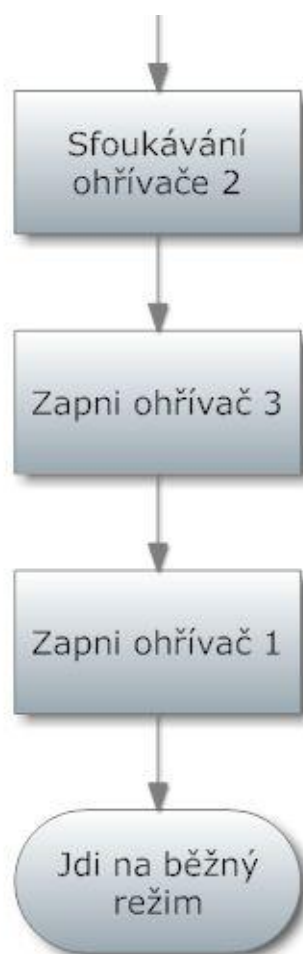 Sfoukávání
ohřívače 2
Zapni ohřívač 3
Zapni ohřívač 1
Jdi na běžný
režim